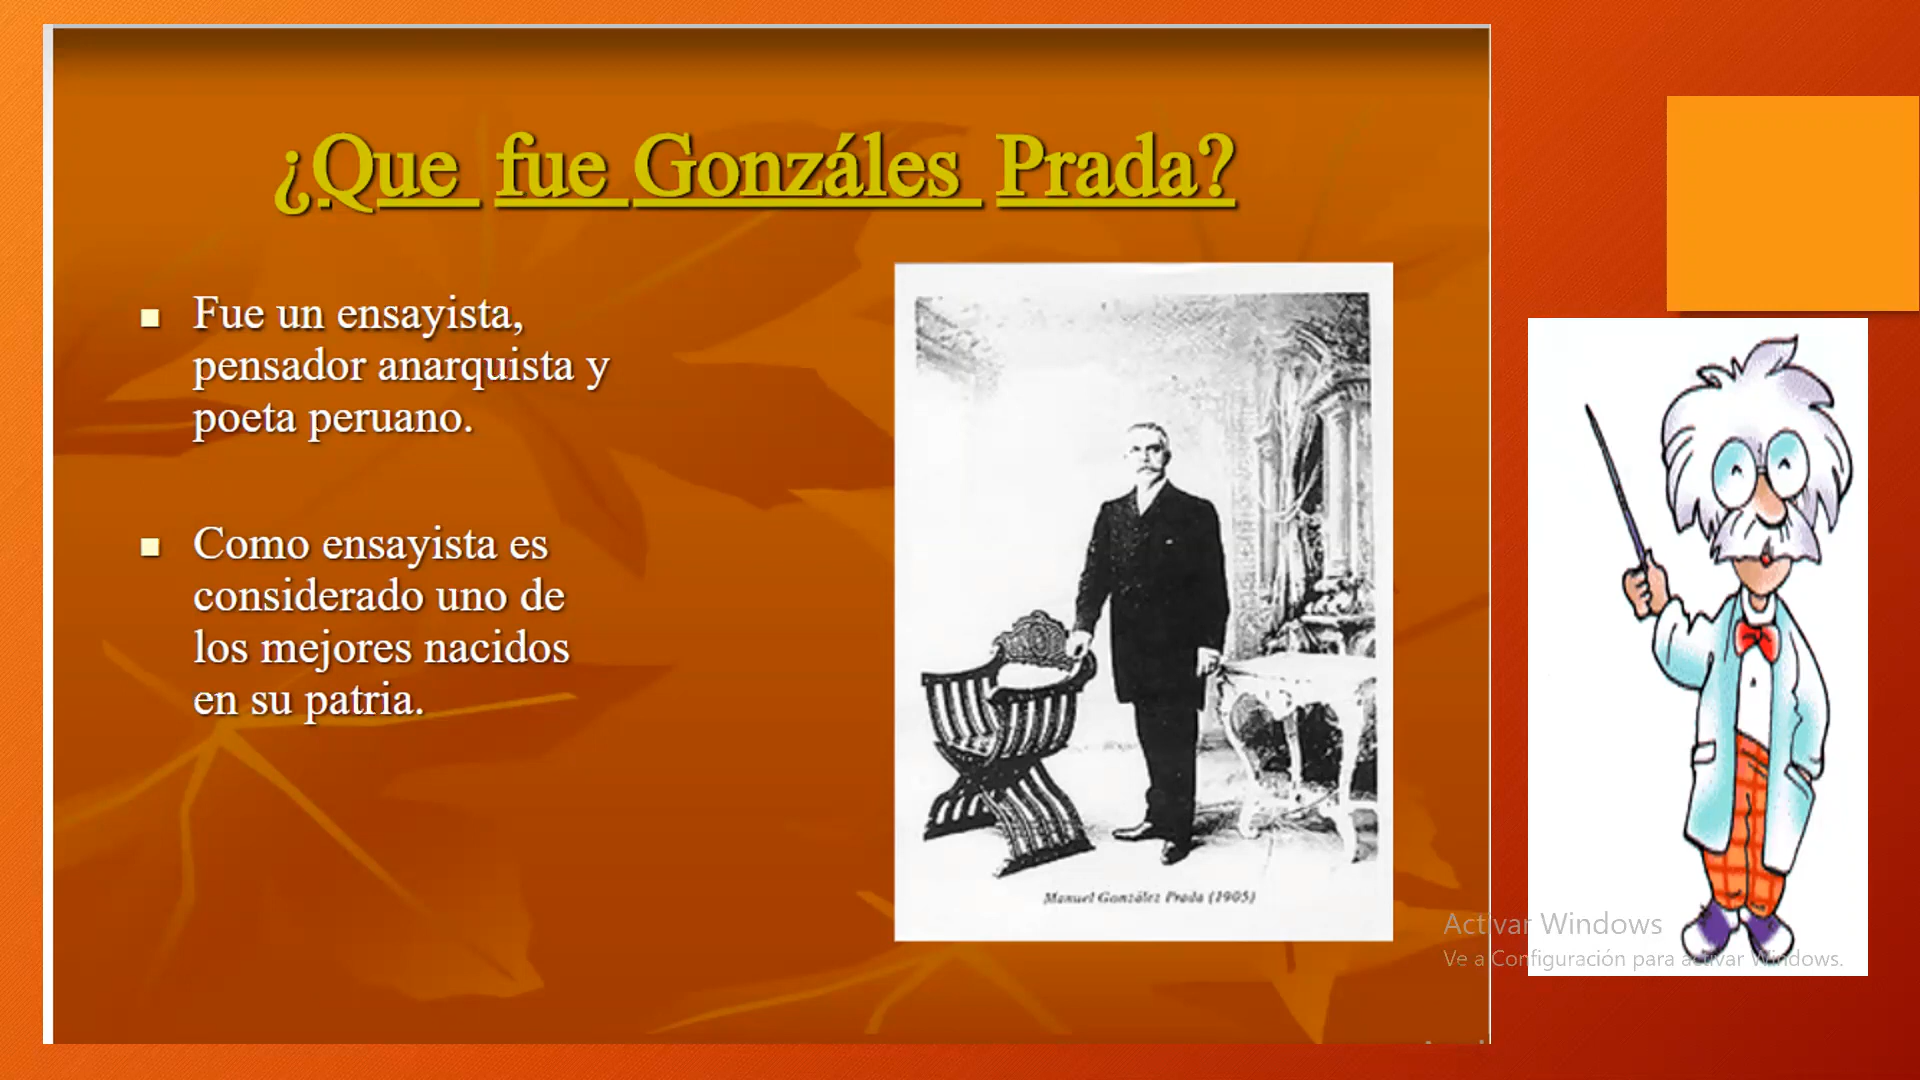 ¿Que fue Gonzáles Prada?
Fue un ensayista,
pensador anarquista y
poeta peruano.
Como ensayista es
considerado uno de
los mejores nacidos
en su patria.
Manuel González Prada (1905)
Activar Windows
Ve a Configuración para activar Windows.